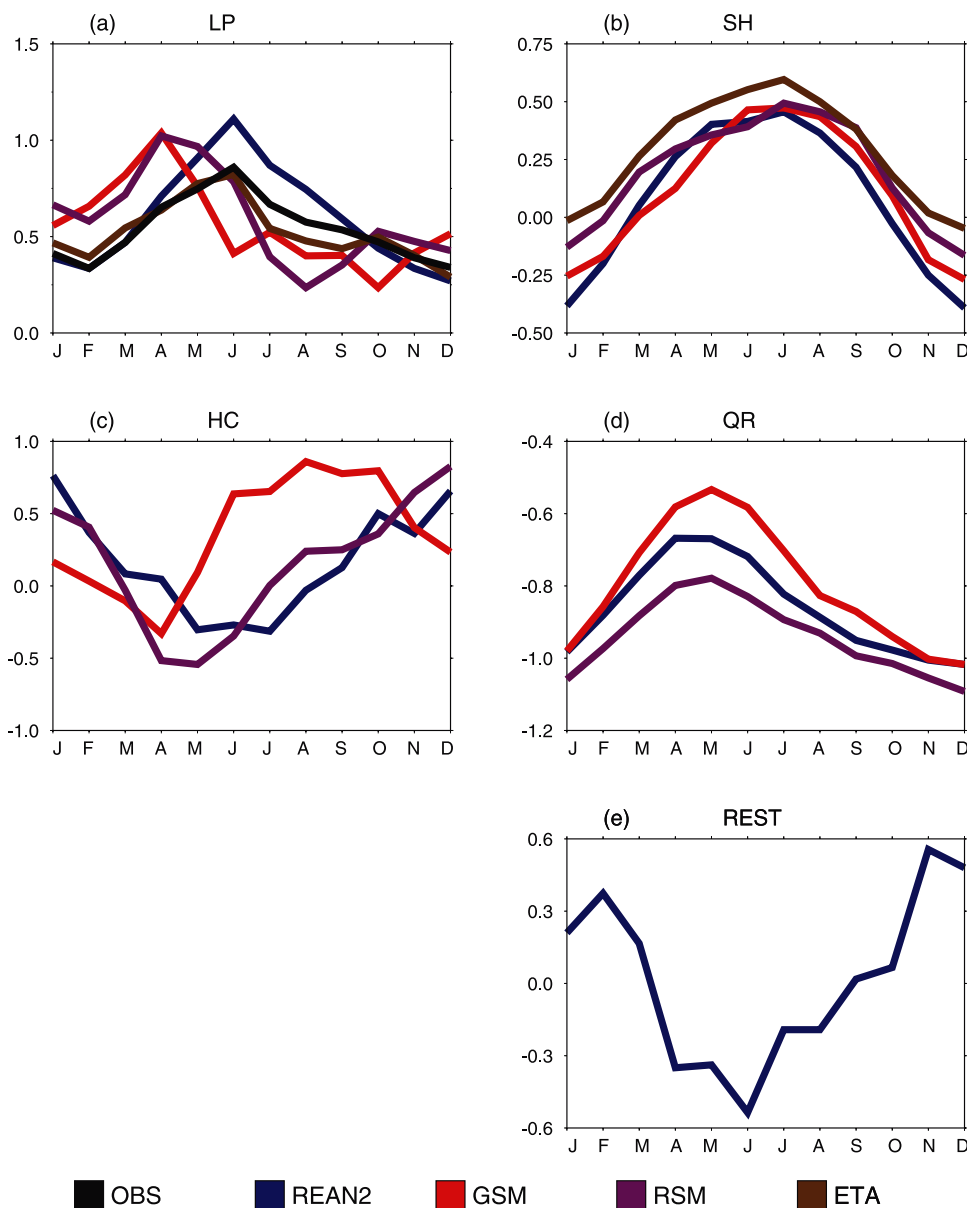 (a) LP
1.5
1.0
0.5
0.0
J F M A M J J A S O N D
(b) SH
0.75
0.50
0.25
0.00
-0.25
-0.50
J F M A M J J A S O N D
(c) HC
1.0
0.5
0.0
-0.5
-1.0
J F M A M J J A S O N D
(d) QR
-0.4
-0.6
-0.8
-1.0
-1.2
J F M A M J J A S O N D
(e) REST
0.6
0.3
0.0
-0.3
-0.6
J F M A M J J A S O N D
OBS REAN2 GSM RSM ETA